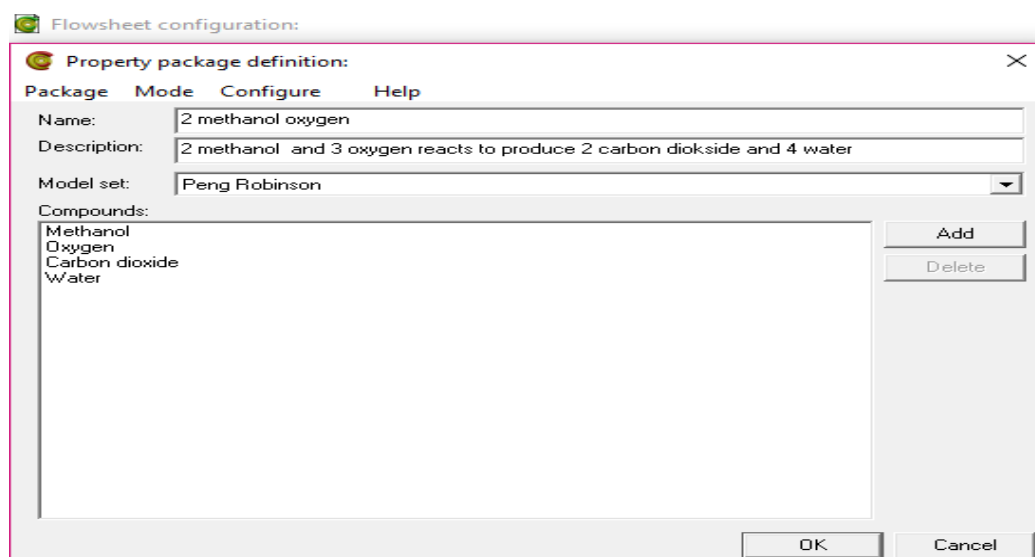 Flowsheet configuration:
Property package definition:
Package Mode Configure Help
Name: 2 methanol oxygen
Description: 2 methanol and 3 oxygen reacts to produce 2 carbon diokside and 4 water
Model set: Peng Robinson
Compounds:
Methanol
Oxygen
Carbon dioxide
Water
Add
Delete
OK Cancel